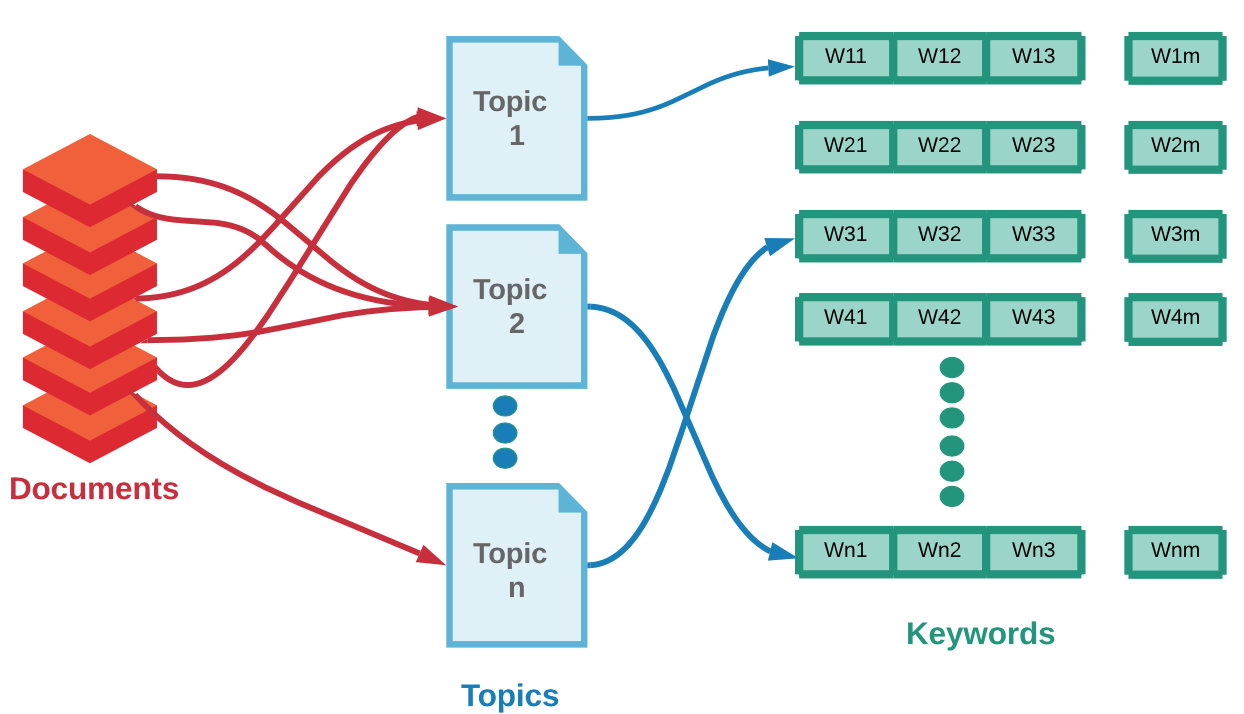 Topic
1
Topic
2
Topic
n
W11 W12 W13 W1m
W21 W22 W23 W2m
W31 W32 W33 W3m
W41 W42 W43 W4m
Wn1 Wn2 Wn3 Wnm
Documents
Topics
Keywords